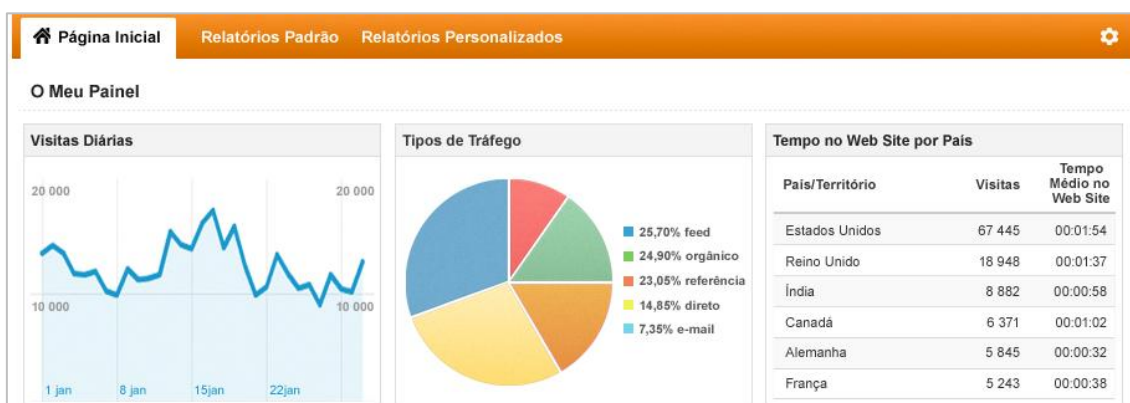 Página Inicial Relatórios Padrão Relatórios Personalizados
O Meu Painel
Visitas Diárias
20 000 20 000
10 000 10 000
1 jan 8 jan 15jan 22jan
Tipos de Tráfego
25,70% feed
24,90% orgânico
23,05% referência
14,85% direto
7,35% e-mail
Tempo no Web Site por País
País/Território Visitas Tempo Médio no Web Site
Estados Unidos 67 445 00:01:54
Reino Unido 18 948 00:01:37
Índia 8 882 00:00:58
Canadá 6 371 00:01:02
Alemanha 5 845 00:00:32
França 5 243 00:00:38